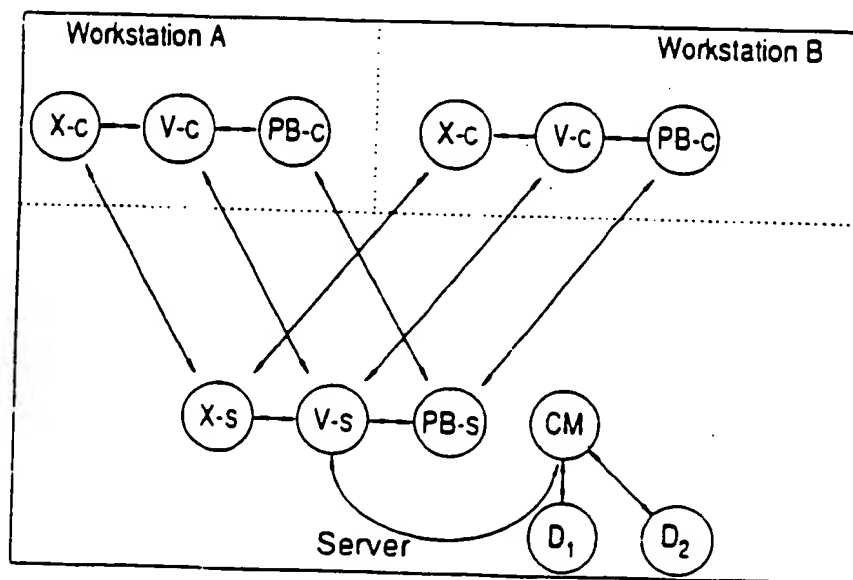 Workstation A
Workstation B
X-c
V-c
PB-c
X-c
V-c
PB-c
X-s
V-s
PB-s
CM
Server
D₁
D₂